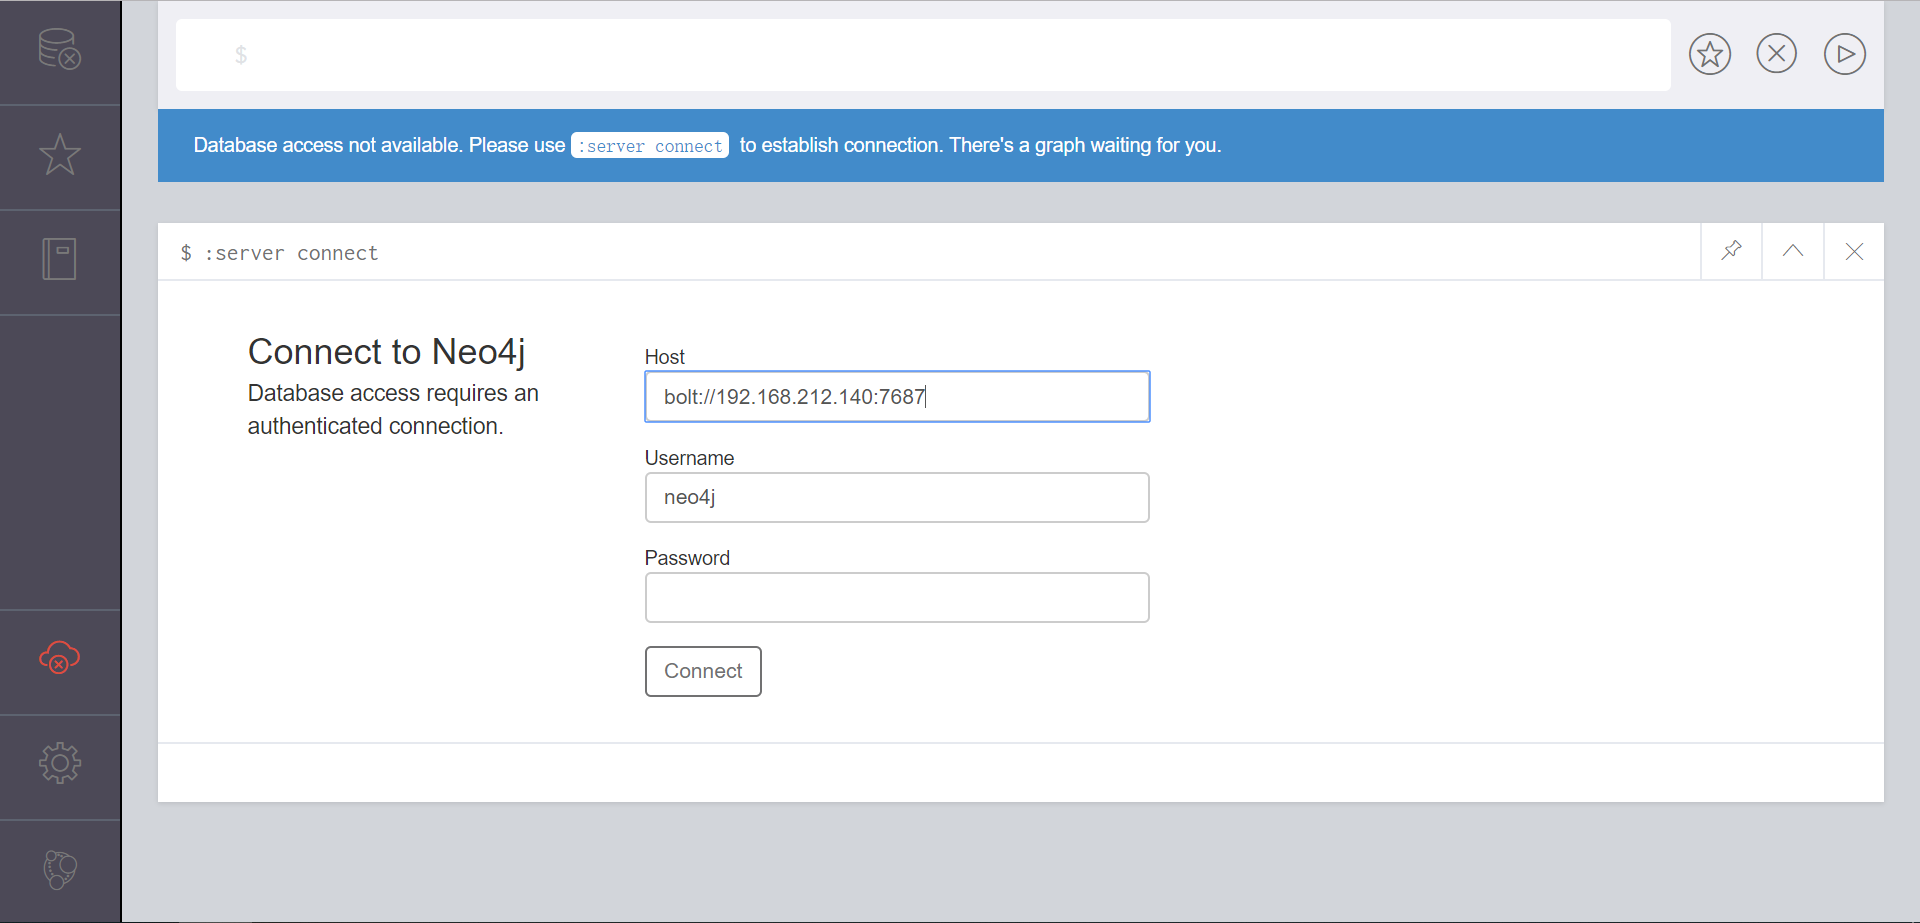 $
Database access not available. Please use :server connect to establish connection. There's a graph waiting for you.
$ :server connect
Connect to Neo4j
Database access requires an
authenticated connection.
Host
bolt://192.168.212.140:7687
Username
neo4j
Password
Connect